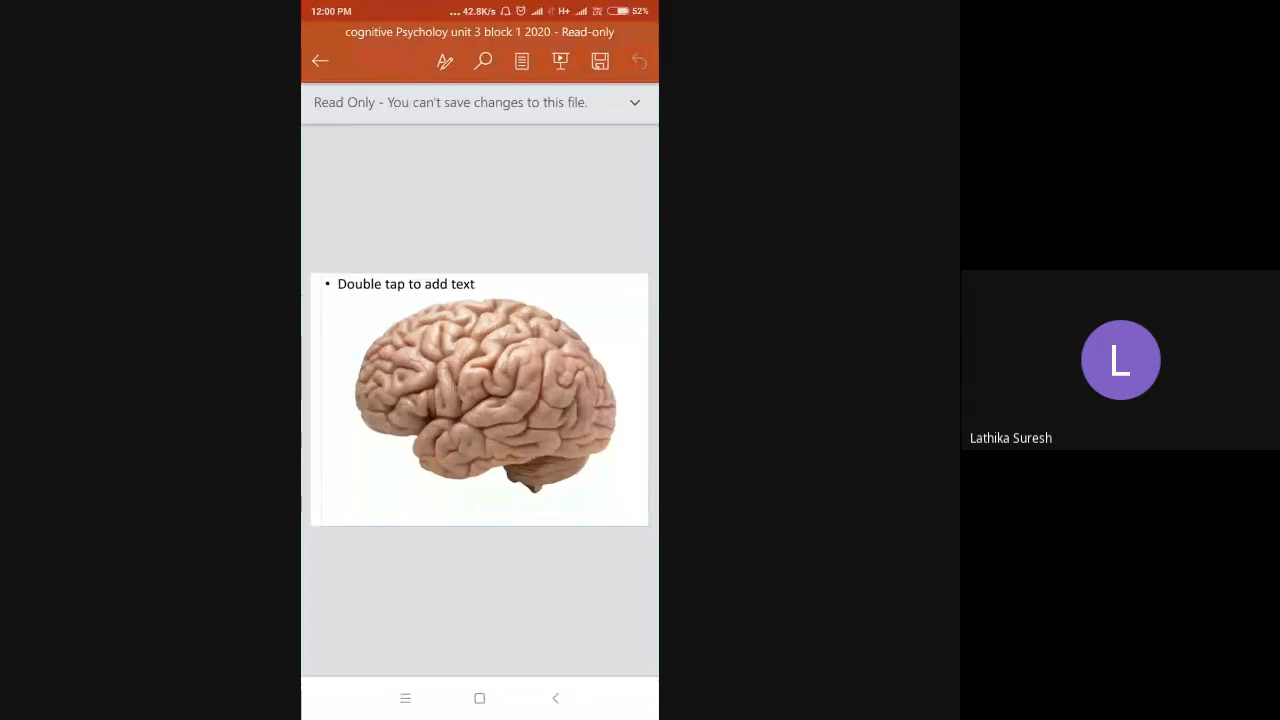 12:00 PM
... 42.8K/s H+ 52%
cognitive Psycholoy unit 3 block 1 2020 - Read-only
Read Only - You can't save changes to this file.
• Double tap to add text
L
Lathika Suresh